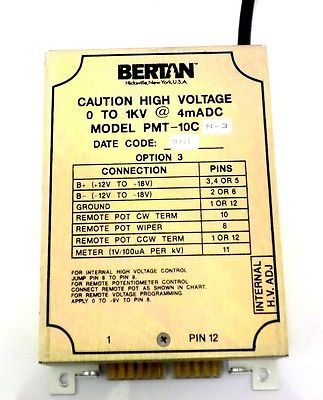 BERTAN™
Hicksville, New York, U.S.A.
CAUTION HIGH VOLTAGE
0 TO 1KV @ 4mADC
MODEL PMT-10C N-3
DATE CODE:
OPTION 3
CONNECTION PINS
B+ (+12V TO -18V) 3,4 OR 5
B- (-12V TO -18V) 2 OR 6
GROUND 1 OR 12
REMOTE POT CW TERM 10
REMOTE POT WIPER 8
REMOTE POT CCW TERM 1 OR 12
METER (1V/100uA PER kV) 11
FOR INTERNAL HIGH VOLTAGE CONTROL
JUMP PIN 8 TO PIN 9.
FOR REMOTE POTENTIOMETER CONTROL
CONNECT REMOTE POT AS SHOWN IN CHART.
FOR REMOTE VOLTAGE PROGRAMMING
APPLY 0 TO -9V TO PIN 8.
INTERNAL
H.V. ADJ
1 PIN 12